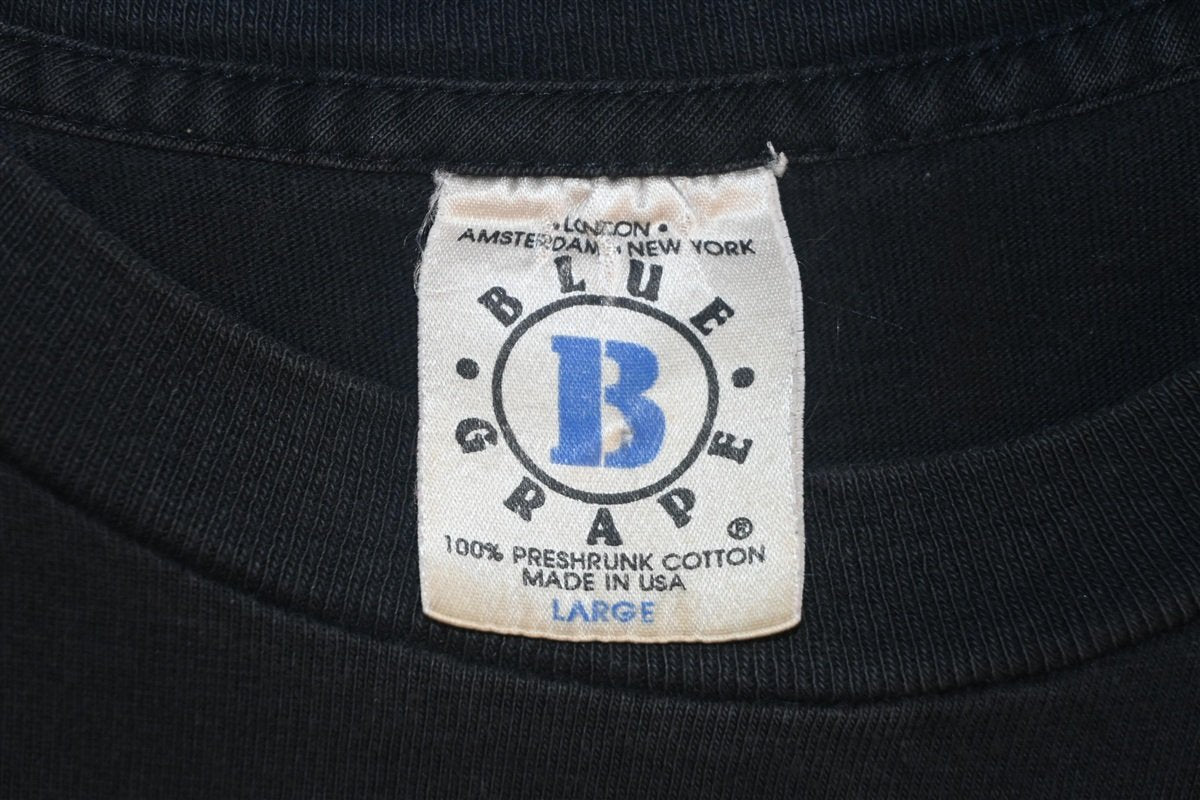 • LONDON •
AMSTERDAM • NEW YORK
• BLUE •
B
GRAPE ®
100% PRESHRUNK COTTON
MADE IN USA
LARGE